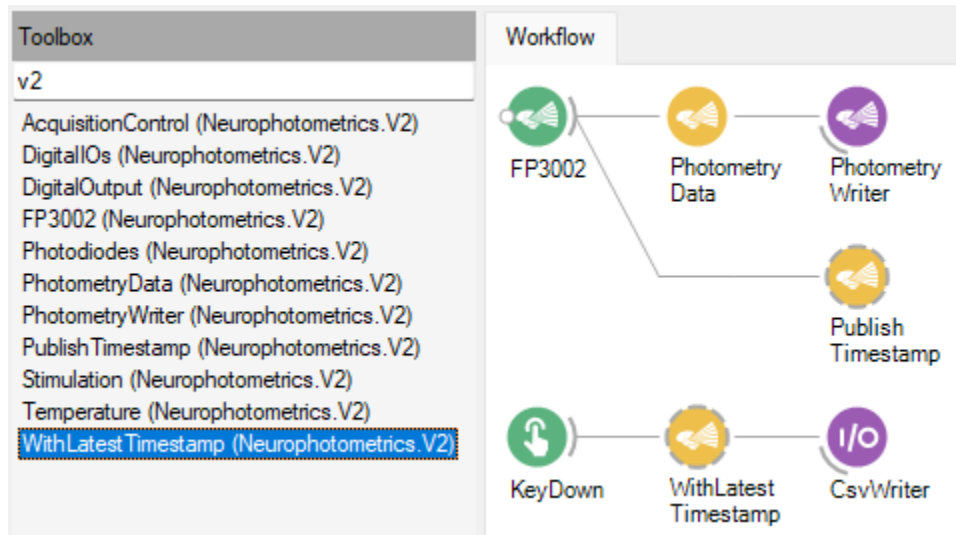 Toolbox
v2
AcquisitionControl (Neurophotometrics.V2)
DigitalIOs (Neurophotometrics.V2)
DigitalOutput (Neurophotometrics.V2)
FP3002 (Neurophotometrics.V2)
Photodiodes (Neurophotometrics.V2)
PhotometryData (Neurophotometrics.V2)
PhotometryWriter (Neurophotometrics.V2)
PublishTimestamp (Neurophotometrics.V2)
Stimulation (Neurophotometrics.V2)
Temperature (Neurophotometrics.V2)
WithLatestTimestamp (Neurophotometrics.V2)
Workflow
FP3002
Photometry
Data
Photometry
Writer
Publish
Timestamp
I/O
KeyDown
WithLatest
Timestamp
CsvWriter